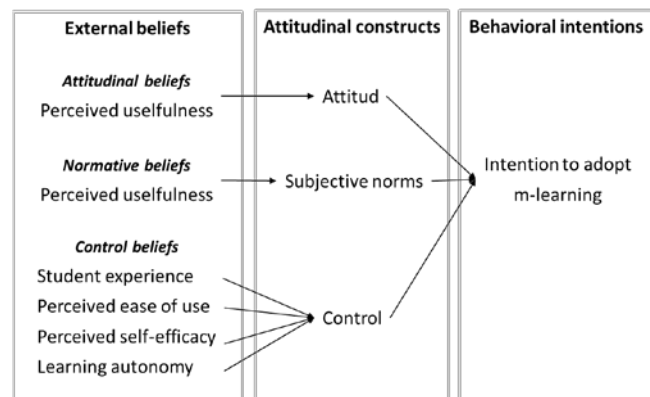 External beliefs
Attitudinal beliefs
Perceived uselfulness
Normative beliefs
Perceived uselfulness
Control beliefs
Student experience
Perceived ease of use
Perceived self-efficacy
Learning autonomy
Attitudinal constructs
Attitud
Subjective norms
Control
Behavioral intentions
Intention to adopt
m-learning